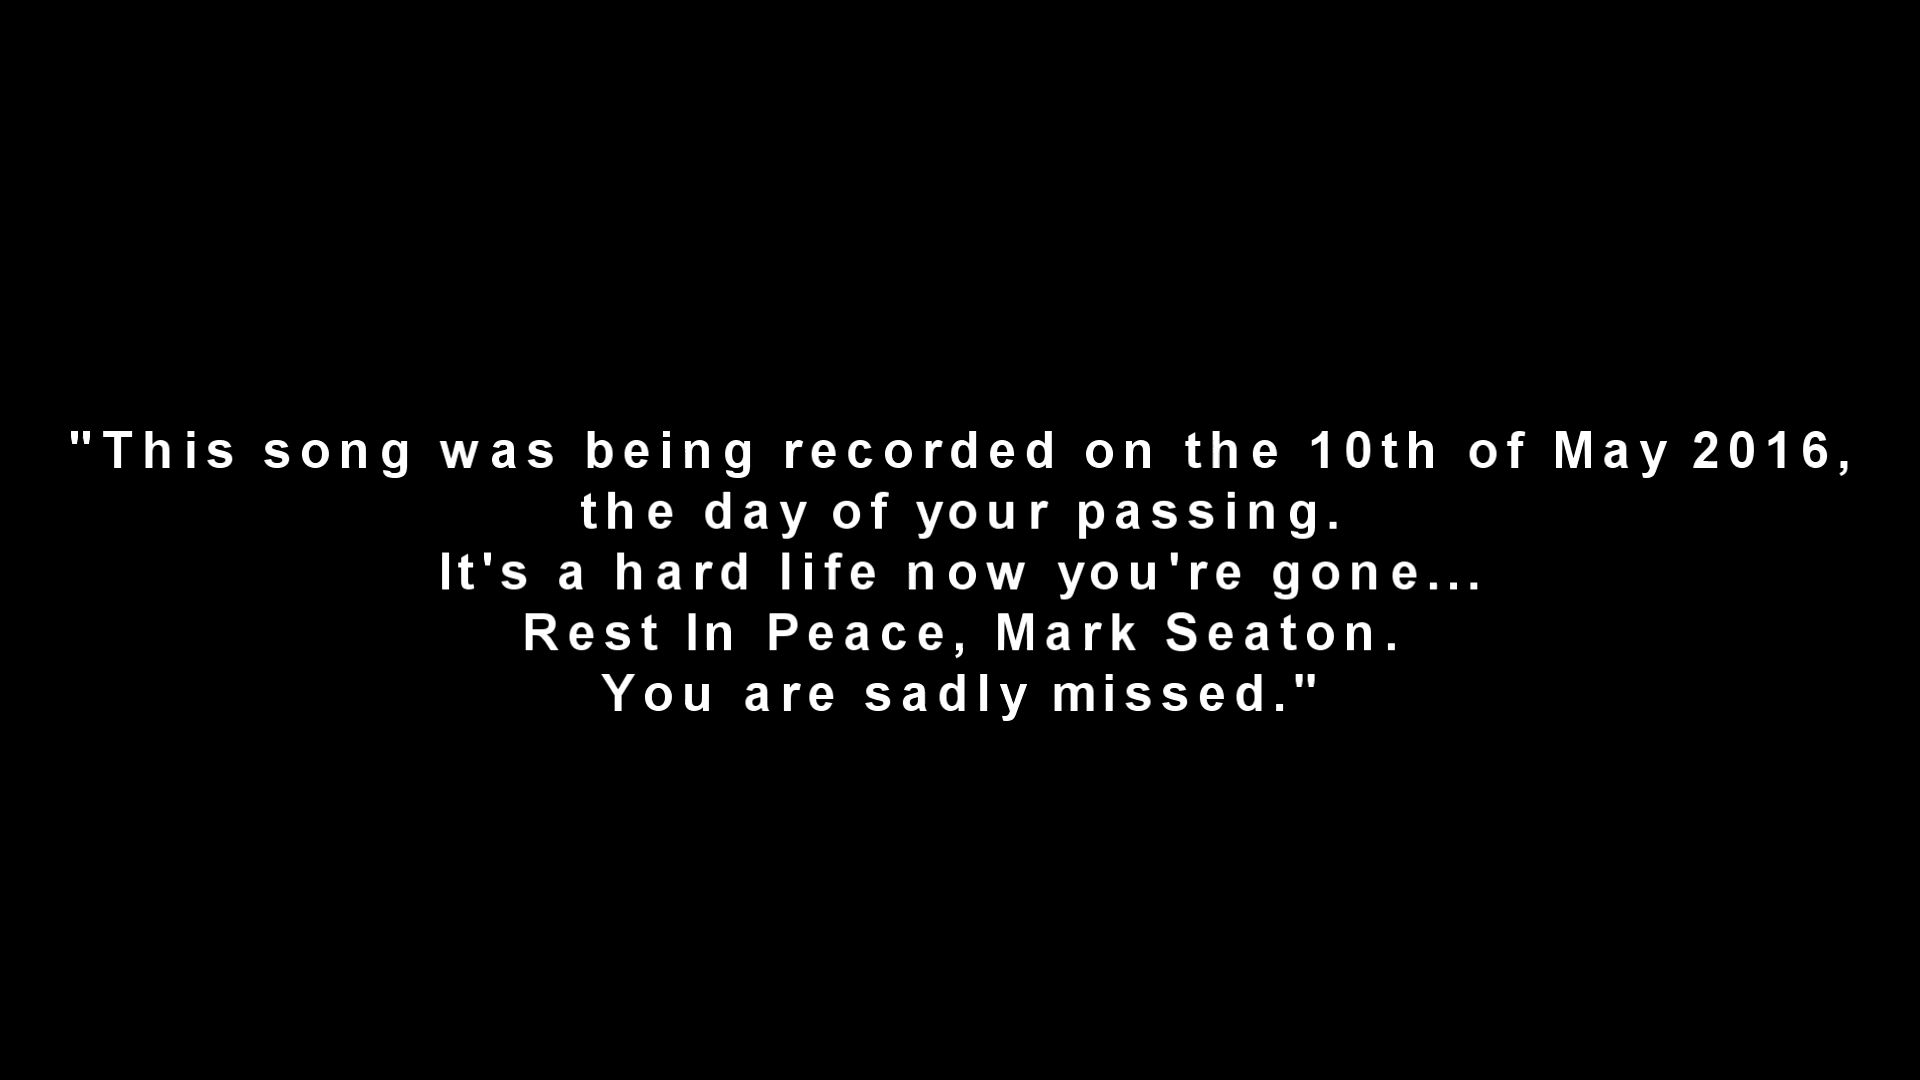 "This song was being recorded on the 10th of May 2016,
the day of your passing.
It's a hard life now you're gone...
Rest In Peace, Mark Seaton.
You are sadly missed."